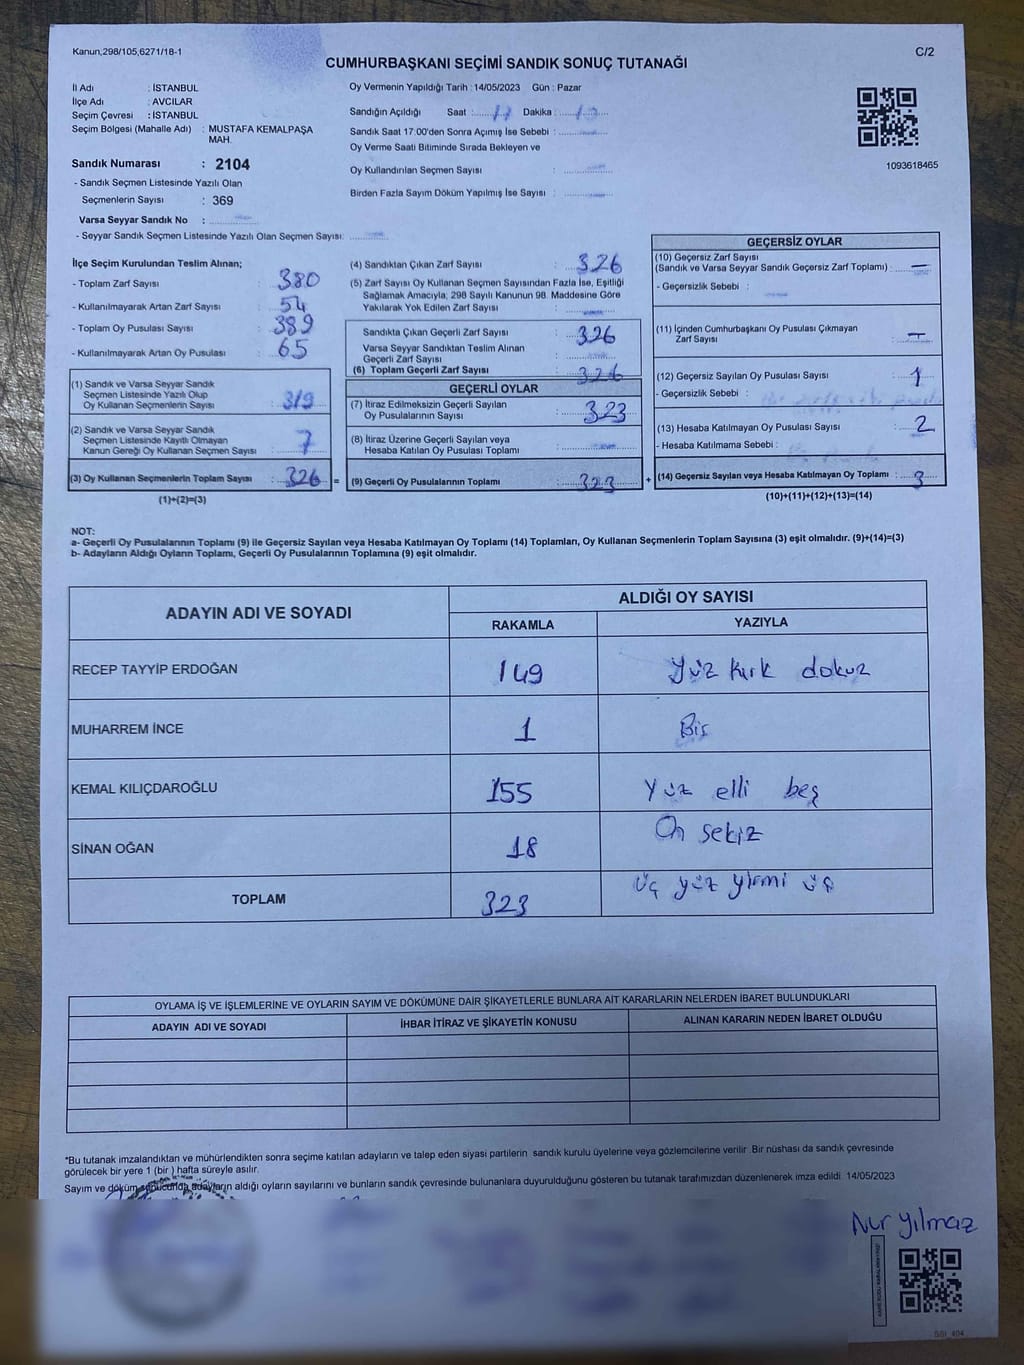 Kanun,298/105,6271/18-1
C/2
CUMHURBAŞKANI SEÇİMİ SANDIK SONUÇ TUTANAĞI
İl Adı : İSTANBUL
İlçe Adı : AVCILAR
Seçim Çevresi : İSTANBUL
Seçim Bölgesi (Mahalle Adı) : MUSTAFA KEMALPAŞA
MAH.
Sandık Numarası : 2104
- Sandık Seçmen Listesinde Yazılı Olan
Seçmenlerin Sayısı : 369
Varsa Seyyar Sandık No :
- Seyyar Sandık Seçmen Listesinde Yazılı Olan Seçmen Sayısı:
Oy Vermenin Yapıldığı Tarih : 14/05/2023 Gün : Pazar
Sandığın Açıldığı Saat : 17 Dakika :
Sandık Saat 17:00'den Sonra Açımış İse Sebebi :
Oy Verme Saati Bitiminde Sırada Bekleyen ve
Oy Kullandırılan Seçmen Sayısı :
Birden Fazla Sayım Döküm Yapılmış İse Sayısı :
1093618465
İlçe Seçim Kurulundan Teslim Alınan;
- Toplam Zarf Sayısı : 380
- Kullanılmayarak Artan Zarf Sayısı : 54
- Toplam Oy Pusulası Sayısı : 389
- Kullanılmayarak Artan Oy Pusulası : 65
(1) Sandık ve Varsa Seyyar Sandık
Seçmen Listesinde Yazılı Olup
Oy Kullanan Seçmenlerin Sayısı : 319
(2) Sandık ve Varsa Seyyar Sandık
Seçmen Listesinde Kayıtlı Olmayan
Kanun Gereği Oy Kullanan Seçmen Sayısı : 7
(3) Oy Kullanan Seçmenlerin Toplam Sayısı : 326 =
(1)+(2)=(3)
(4) Sandıktan Çıkan Zarf Sayısı : 326
(5) Zarf Sayısı Oy Kullanan Seçmen Sayısından Fazla İse, Eşitliği
Sağlamak Amacıyla, 298 Sayılı Kanunun 98. Maddesine Göre
Yakılarak Yok Edilen Zarf Sayısı :
Sandıkta Çıkan Geçerli Zarf Sayısı : 326
Varsa Seyyar Sandıktan Teslim Alınan
Geçerli Zarf Sayısı :
(6) Toplam Geçerli Zarf Sayısı : 326
GEÇERLİ OYLAR
(7) İtiraz Edilmeksizin Geçerli Sayılan
Oy Pusulalarının Sayısı : 323
(8) İtiraz Üzerine Geçerli Sayılan veya
Hesaba Katılan Oy Pusulası Toplamı :
(9) Geçerli Oy Pusulalarının Toplamı : 323 +
GEÇERSİZ OYLAR
(10) Geçersiz Zarf Sayısı
(Sandık ve Varsa Seyyar Sandık Geçersiz Zarf Toplamı) : –
- Geçersizlik Sebebi :
(11) İçinden Cumhurbaşkanı Oy Pusulası Çıkmayan
Zarf Sayısı : –
(12) Geçersiz Sayılan Oy Pusulası Sayısı : 1
- Geçersizlik Sebebi :
(13) Hesaba Katılmayan Oy Pusulası Sayısı : 2
- Hesaba Katılmama Sebebi :
(14) Geçersiz Sayılan veya Hesaba Katılmayan Oy Toplamı : 3
(10)+(11)+(12)+(13)=(14)
NOT:
a- Geçerli Oy Pusulalarının Toplamı (9) ile Geçersiz Sayılan veya Hesaba Katılmayan Oy Toplamı (14) Toplamları, Oy Kullanan Seçmenlerin Toplam Sayısına (3) eşit olmalıdır. (9)+(14)=(3)
b- Adayların Aldığı Oyların Toplamı, Geçerli Oy Pusulalarının Toplamına (9) eşit olmalıdır.
ADAYIN ADI VE SOYADI ALDIĞI OY SAYISI
RAKAMLA YAZIYLA
RECEP TAYYİP ERDOĞAN 149 Yüz kırk dokuz
MUHARREM İNCE 1 Bir
KEMAL KILIÇDAROĞLU 155 Yüz elli beş
SİNAN OĞAN 18 On sekiz
TOPLAM 323 üç yüz yirmi üç
OYLAMA İŞ VE İŞLEMLERİNE VE OYLARIN SAYIM VE DÖKÜMÜNE DAİR ŞİKAYETLERLE BUNLARA AİT KARARLARIN NELERDEN İBARET BULUNDUKLARI
ADAYIN ADI VE SOYADI İHBAR İTİRAZ VE ŞİKAYETİN KONUSU ALINAN KARARIN NEDEN İBARET OLDUĞU
*Bu tutanak imzalandıktan ve mühürlendikten sonra seçime katılan adayların ve talep eden siyasi partilerin sandık kurulu üyelerine veya gözlemcilerine verilir. Bir nüshası da sandık çevresinde
görülecek bir yere 1 (bir ) hafta süreyle asılır.
Sayım ve döküm sonucunda adayların aldığı oyların sayılarını ve bunların sandık çevresinde bulunanlara duyurulduğunu gösteren bu tutanak tarafımızdan düzenlenerek imza edildi 14/05/2023
Nur yılmaz